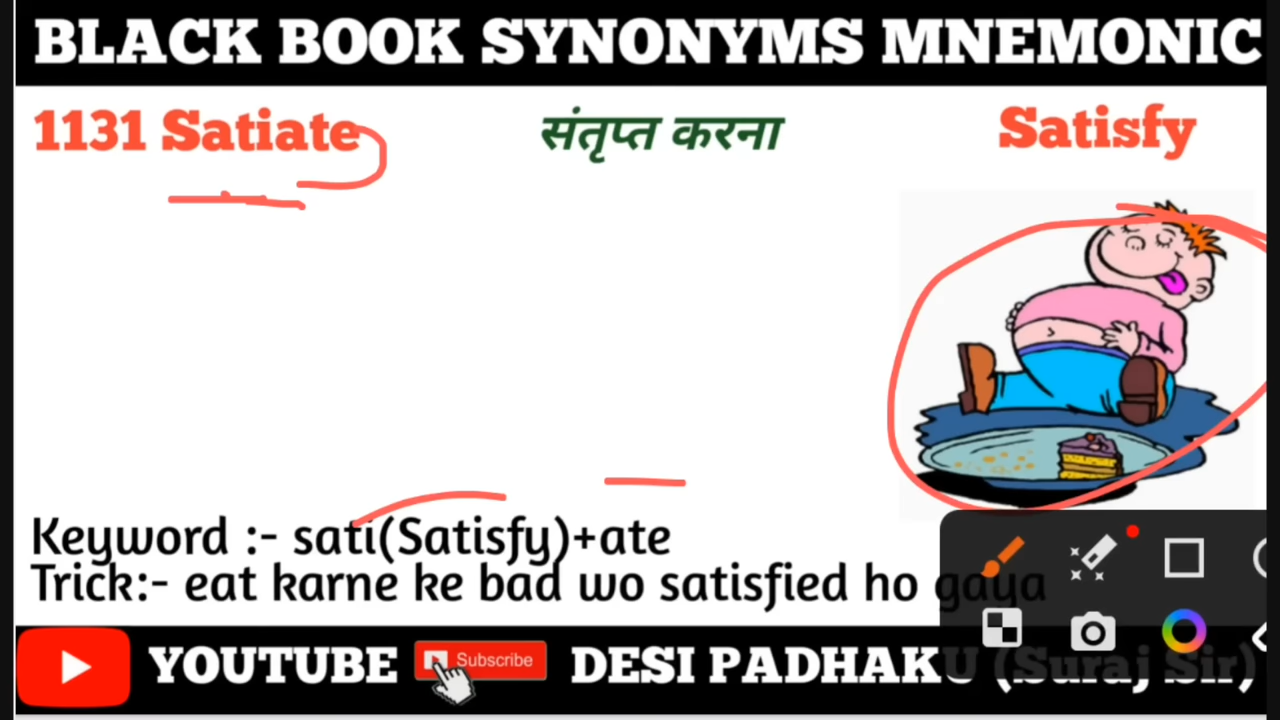 BLACK BOOK SYNONYMS MNEMONIC
1131 Satiate संतृप्त करना Satisfy
Keyword :- sati(Satisfy)+ate
Trick:- eat karne ke bad wo satisfied ho gaya
YOUTUBE Subscribe DESI PADHAKU (Suraj Sir)